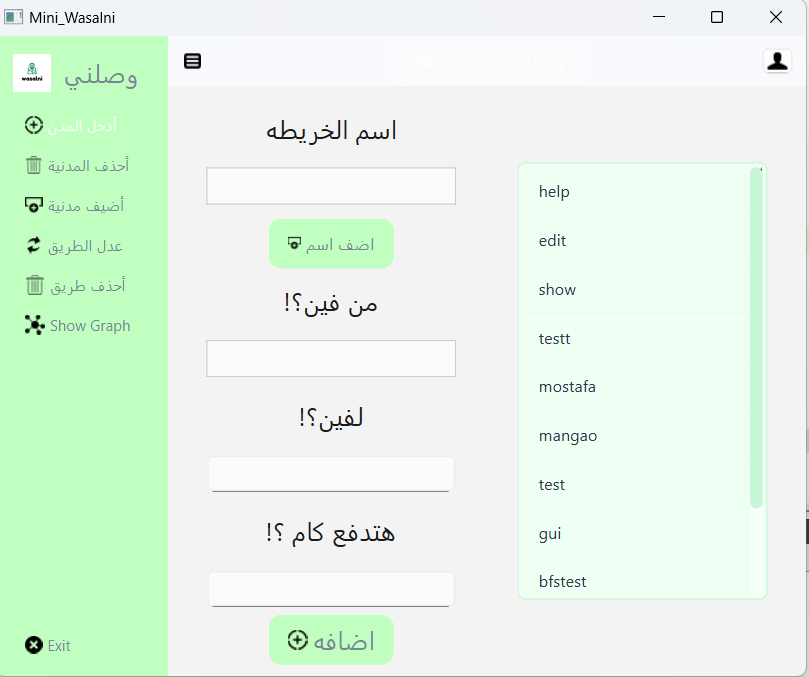 Mini_Wasalni
وصلني
wasalni
أدخل المدن
أحذف المدنية
أضيف مدنية
عدل الطريق
أحذف طريق
Show Graph
Exit
اسم الخريطه
اضف اسم
من فين؟!
لفين؟!
هتدفع كام ؟!
اضافه
help
edit
show
testt
mostafa
mangao
test
gui
bfstest